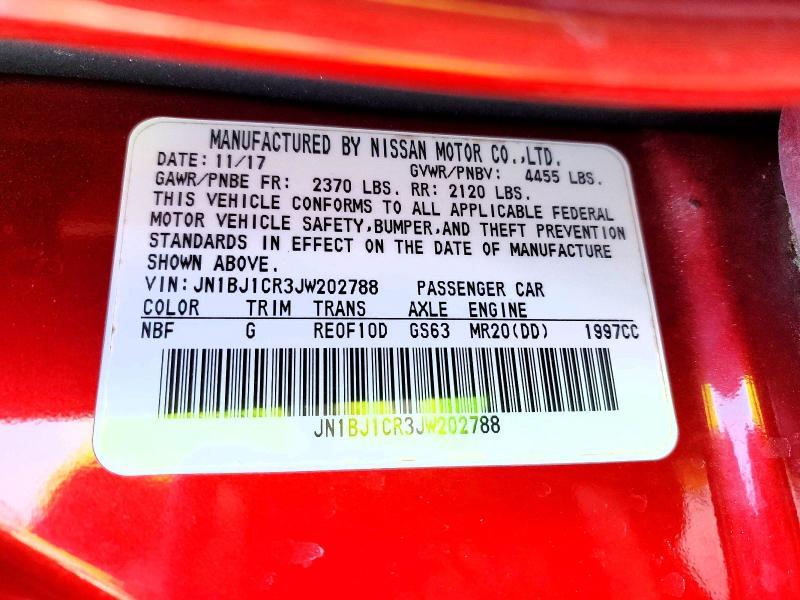 MANUFACTURED BY NISSAN MOTOR CO.,LTD.
DATE: 11/17 GVWR/PNBV: 4455 LBS.
GAWR/PNBE FR: 2370 LBS. RR: 2120 LBS.
THIS VEHICLE CONFORMS TO ALL APPLICABLE FEDERAL
MOTOR VEHICLE SAFETY,BUMPER,AND THEFT PREVENTION
STANDARDS IN EFFECT ON THE DATE OF MANUFACTURE
SHOWN ABOVE.
VIN:JN1BJ1CR3JW202788 PASSENGER CAR
COLOR TRIM TRANS AXLE ENGINE
NBF G RE0F10D GS63 MR20(DD) 1997CC
JN1BJ1CR3JW202788